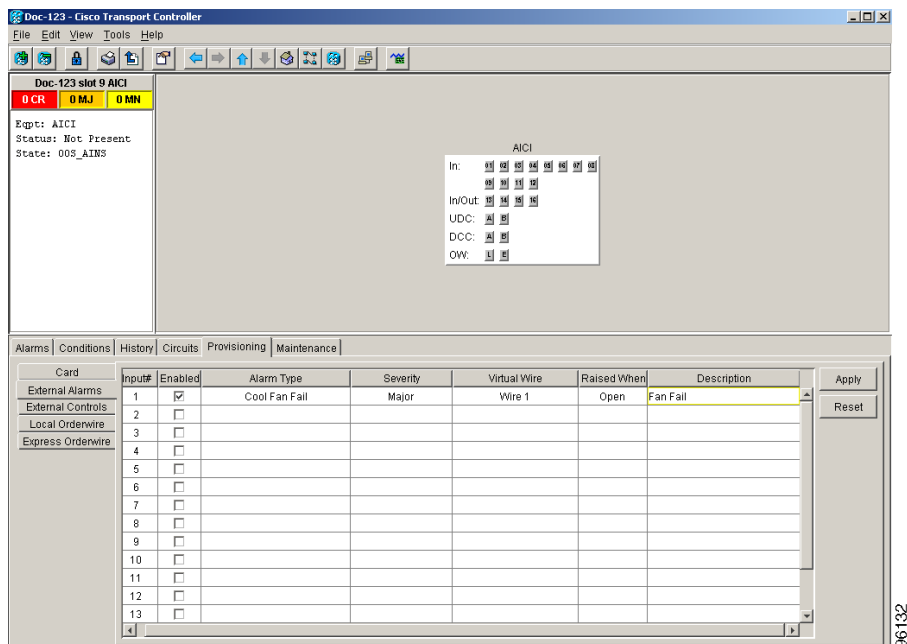 Doc-123 - Cisco Transport Controller
File Edit View Tools Help
Doc-123 slot 9 AICI
0 CR 0 MJ 0 MN
Eqpt: AICI
Status: Not Present
State: OOS_AINS
AICI
In: 01 02 03 04 05 06 07 08
09 10 11 12
In/Out: 13 14 15 16
UDC: A B
DCC: A B
OW: L E
Alarms Conditions History Circuits Provisioning Maintenance
Card
External Alarms
External Controls
Local Orderwire
Express Orderwire
Input# Enabled Alarm Type Severity Virtual Wire Raised When Description
1 Cool Fan Fail Major Wire 1 Open Fan Fail
2
3
4
5
6
7
8
9
10
11
12
13
Apply
Reset
96132